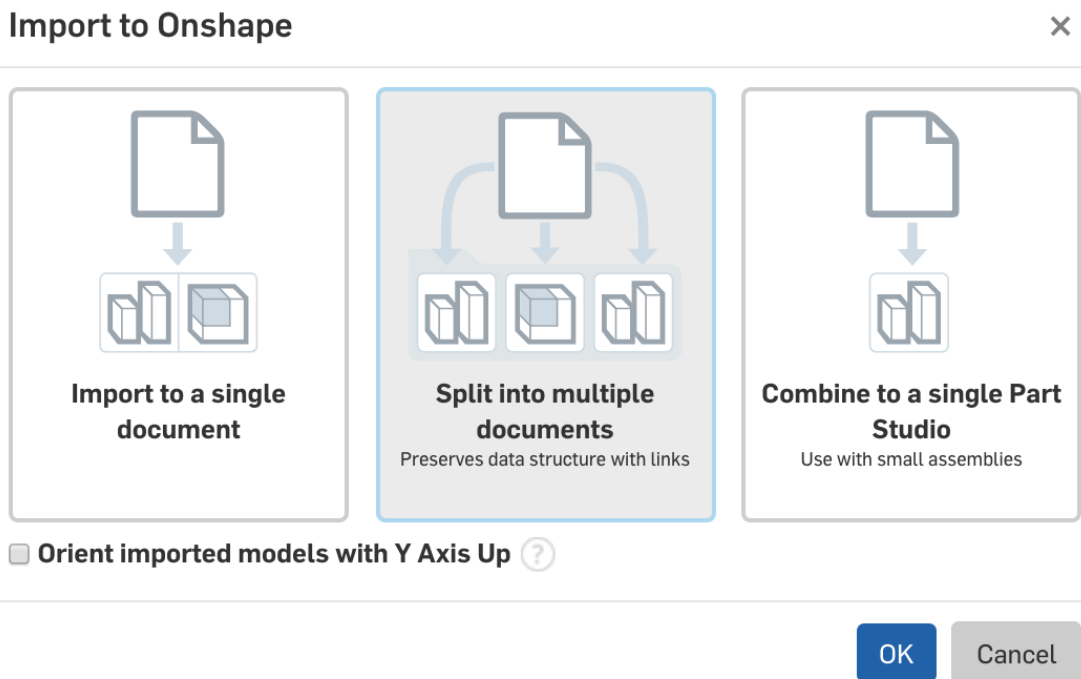 Import to Onshape
×
Import to a single
document
Split into multiple
documents
Preserves data structure with links
Combine to a single Part
Studio
Use with small assemblies
Orient imported models with Y Axis Up ?
OK
Cancel